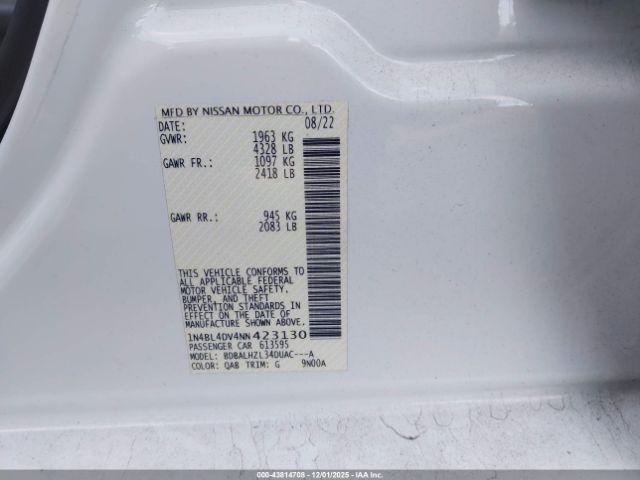 MFD BY NISSAN MOTOR CO., LTD.
DATE: 08/22
GVWR: 1963 KG
4328 LB
GAWR FR.: 1097 KG
2418 LB
GAWR RR.: 945 KG
2083 LB
THIS VEHICLE CONFORMS TO
ALL APPLICABLE FEDERAL
MOTOR VEHICLE SAFETY,
BUMPER, AND THEFT
PREVENTION STANDARDS IN
EFFECT ON THE DATE OF
MANUFACTURE SHOWN ABOVE.
1N4BL4DV4NN423130
PASSENGER CAR 613595
MODEL: BDBALHZL34DUAC---A
COLOR: QAB TRIM: G 9N00A
000-43814708 - 12/01/2025 - IAA Inc.